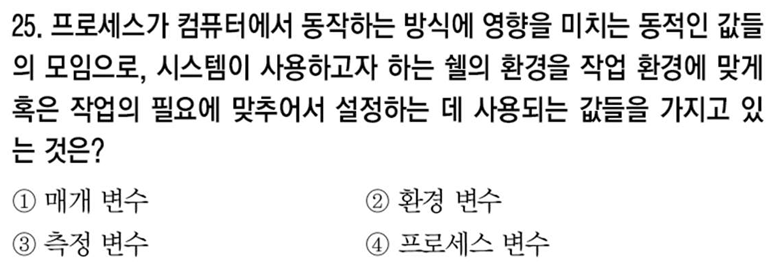 25. 프로세스가 컴퓨터에서 동작하는 방식에 영향을 미치는 동적인 값들
의 모임으로, 시스템이 사용하고자 하는 쉘의 환경을 작업 환경에 맞게
혹은 작업의 필요에 맞추어서 설정하는 데 사용되는 값들을 가지고 있
는 것은?
① 매개 변수 ② 환경 변수
③ 측정 변수 ④ 프로세스 변수